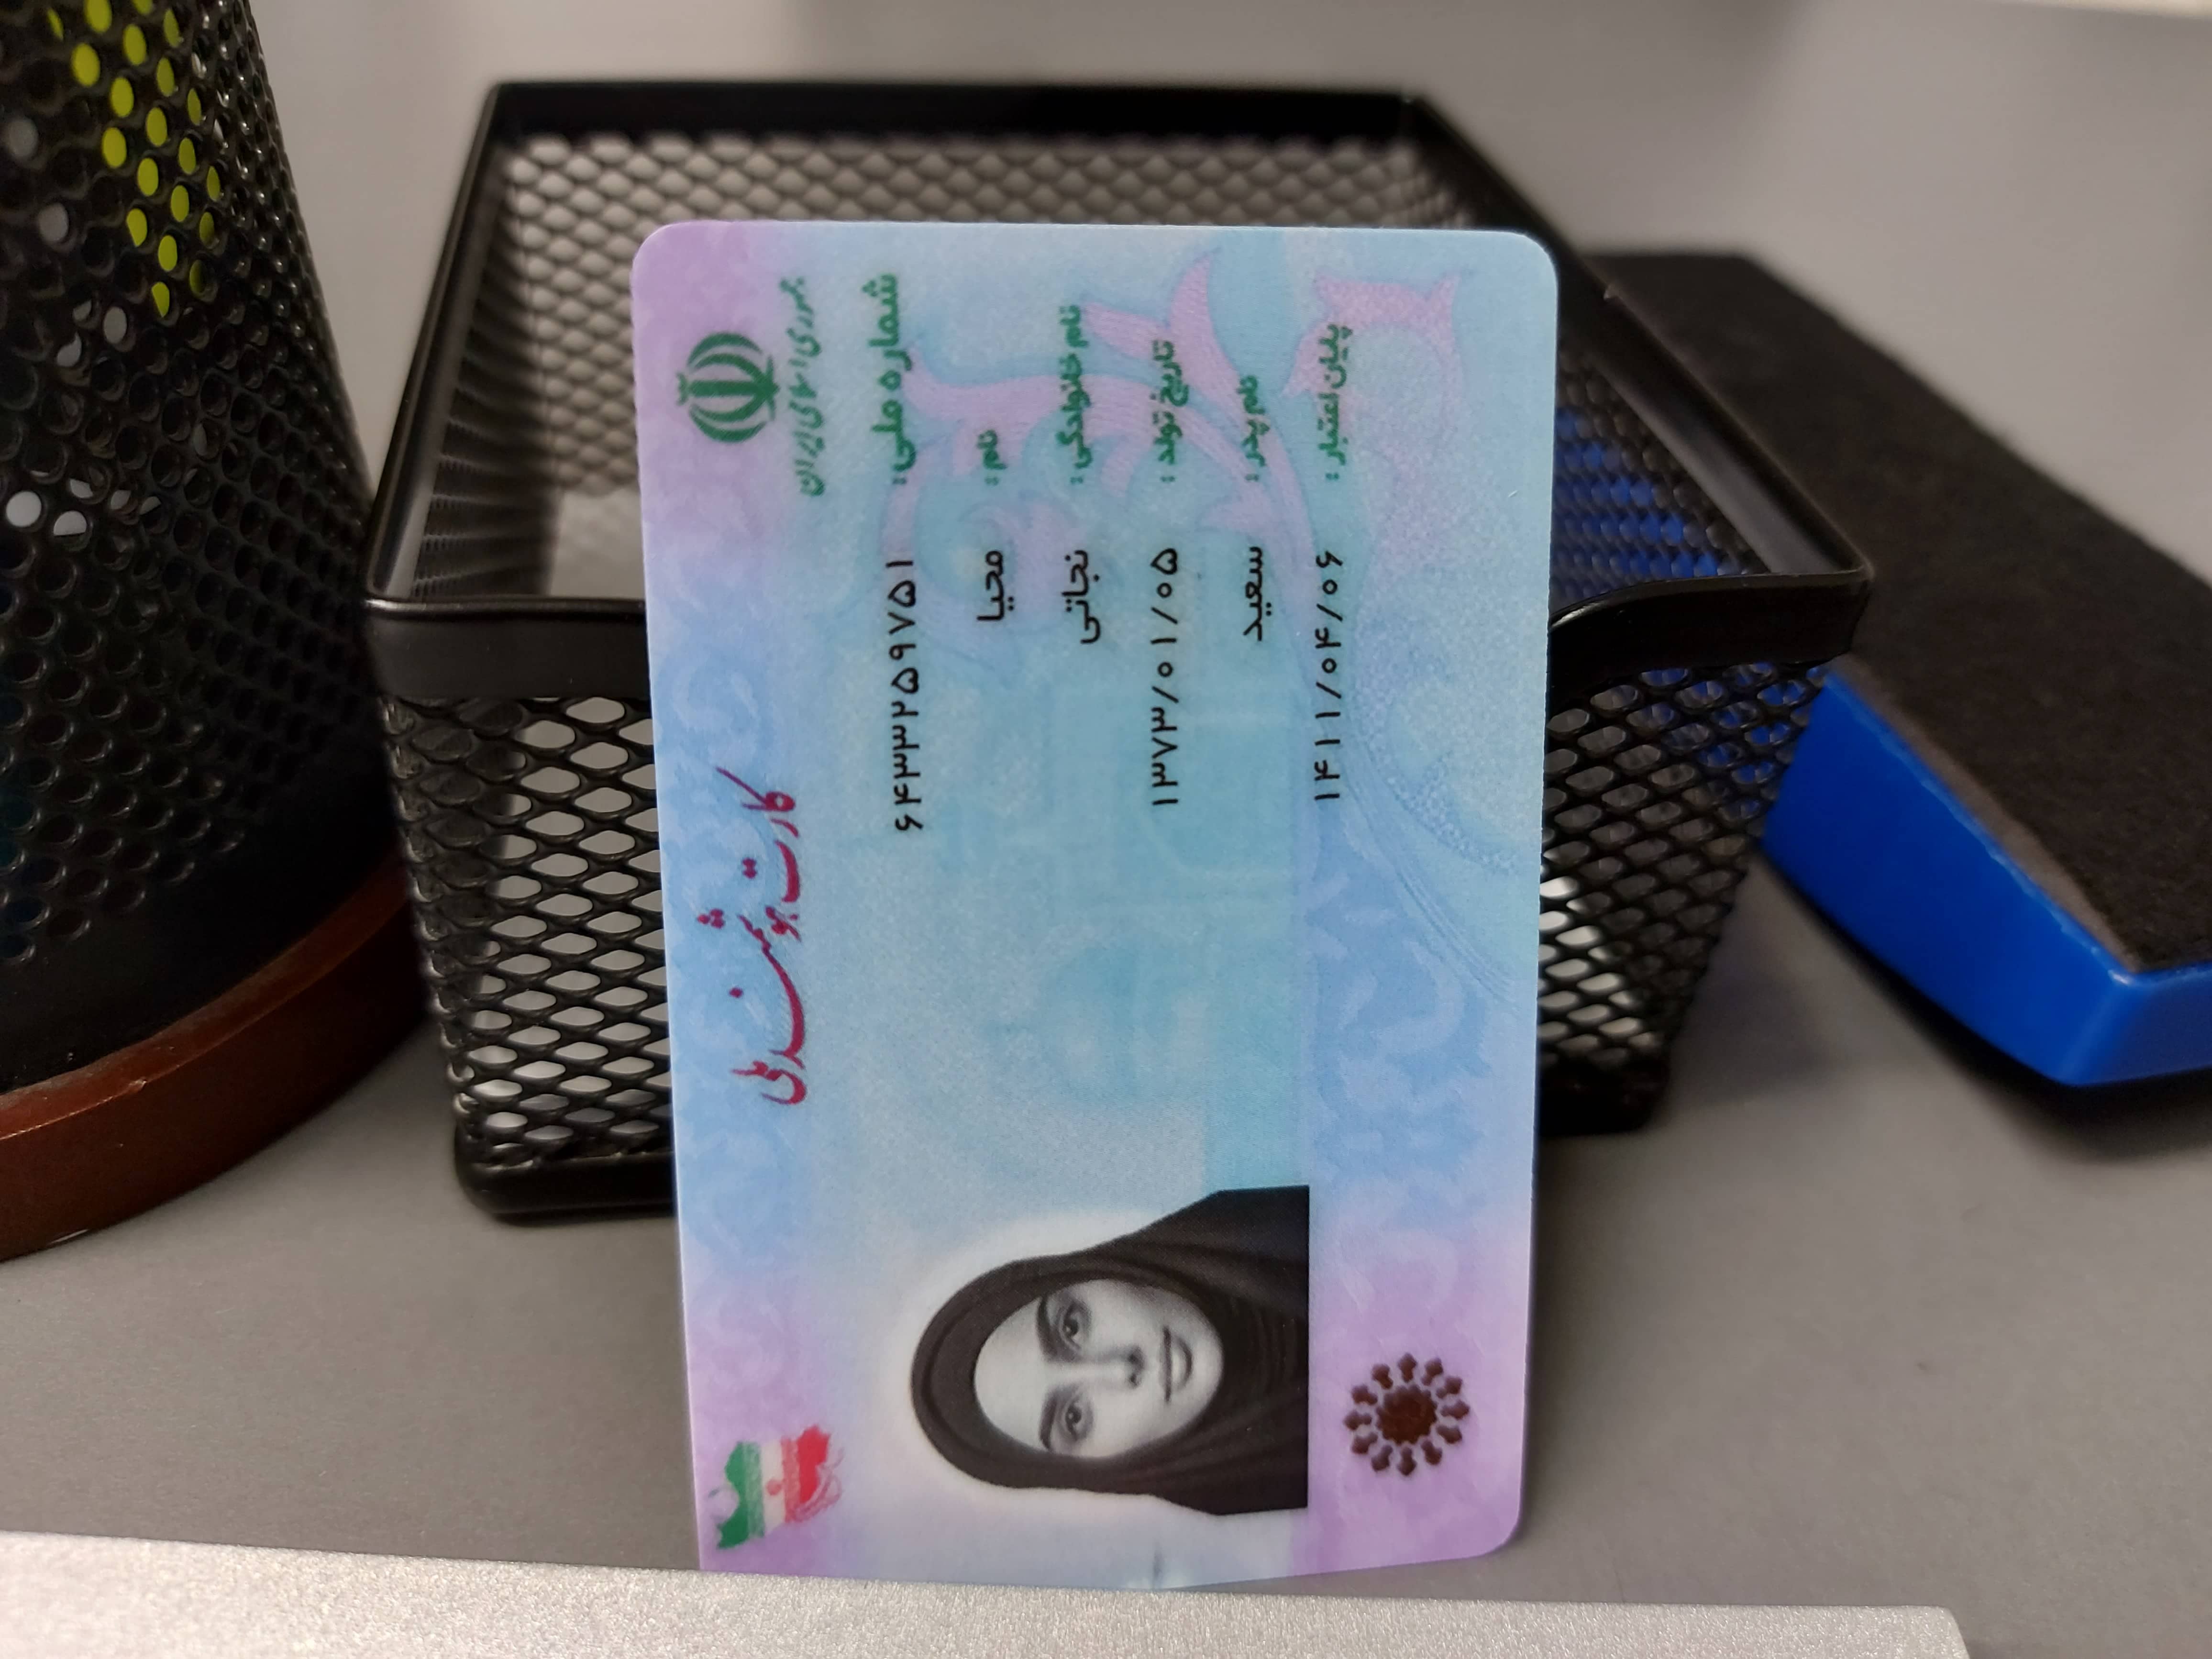 جمهوری اسلامی ایران
کارت هوشمند ملی
شماره ملی: ۶۴۳۳۲۵۹۷۵۱
نام: محیا
نام خانوادگی: نجاتی
تاریخ تولد: ۱۳۷۳/۰۱/۰۵
نام پدر: سعید
پایان اعتبار: ۱۴۱۱/۰۴/۰۶